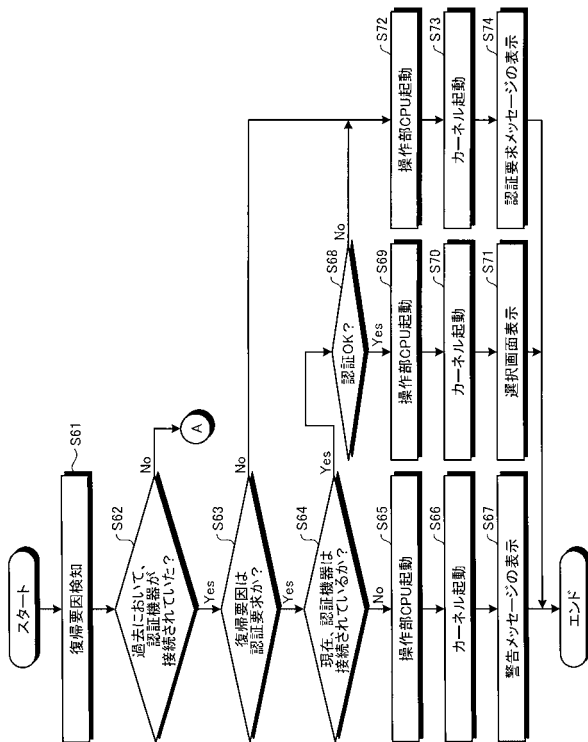 スタート
復帰要因検知
S61
過去において、
認証機器が
接続されていた?
S62
No
A
Yes
復帰要因は
認証要求か?
S63
No
Yes
現在、認証機器は
接続されているか?
S64
Yes
No
操作部CPU起動
S65
カーネル起動
S66
警告メッセージの表示
S67
認証OK?
S68
No
Yes
操作部CPU起動
S69
カーネル起動
S70
選択画面表示
S71
操作部CPU起動
S72
カーネル起動
S73
認証要求メッセージの表示
S74
エンド